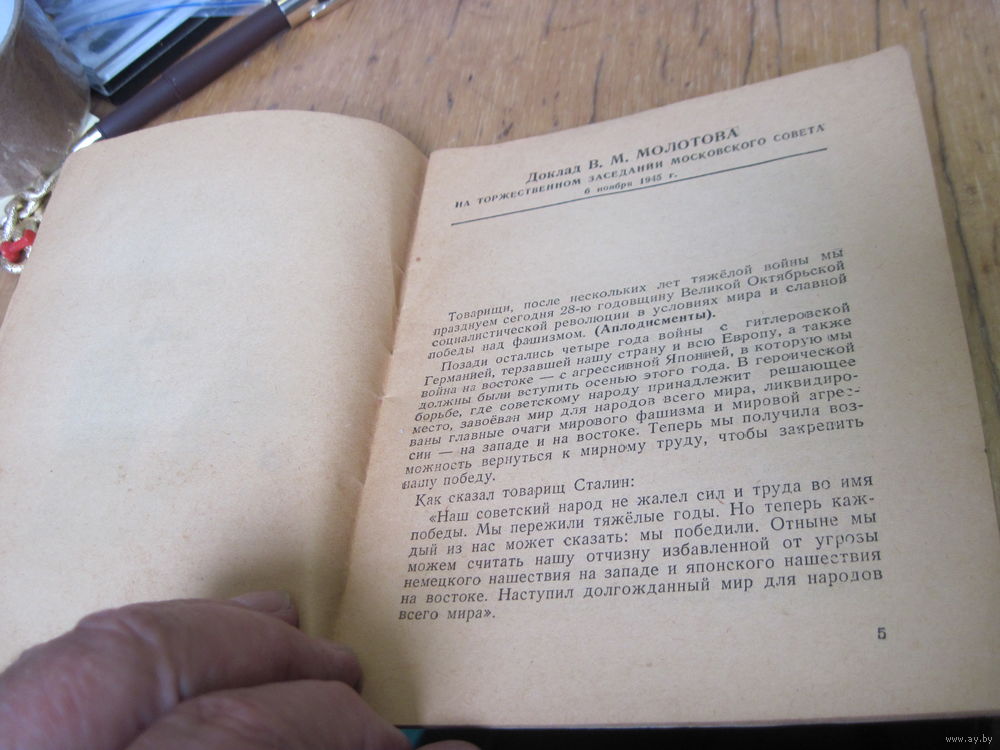 Доклад В. М. МОЛОТОВА
НА ТОРЖЕСТВЕННОМ ЗАСЕДАНИИ МОСКОВСКОГО СОВЕТА
6 ноября 1945 г.
Товарищи, после нескольких лет тяжёлой войны мы
празднуем сегодня 28-ю годовщину Великой Октябрьской
социалистической революции в условиях мира и славной
победы над фашизмом. (Аплодисменты).
Позади остались четыре года войны с гитлеровской
Германией, терзавшей нашу страну и всю Европу, а также
война на востоке — с агрессивной Японией, в которую мы
должны были вступить осенью этого года. В героической
борьбе, где советскому народу принадлежит решающее
место, завоёван мир для народов всего мира, ликвидиро-
ваны главные очаги мирового фашизма и мировой агрес-
сии — на западе и на востоке. Теперь мы получили воз-
можность вернуться к мирному труду, чтобы закрепить
нашу победу.
Как сказал товарищ Сталин:
«Наш советский народ не жалел сил и труда во имя
победы. Мы пережили тяжёлые годы. Но теперь каж-
дый из нас может сказать: мы победили. Отныне мы
можем считать нашу отчизну избавленной от угрозы
немецкого нашествия на западе и японского нашествия
на востоке. Наступил долгожданный мир для народов
всего мира».
5
www.ay.by